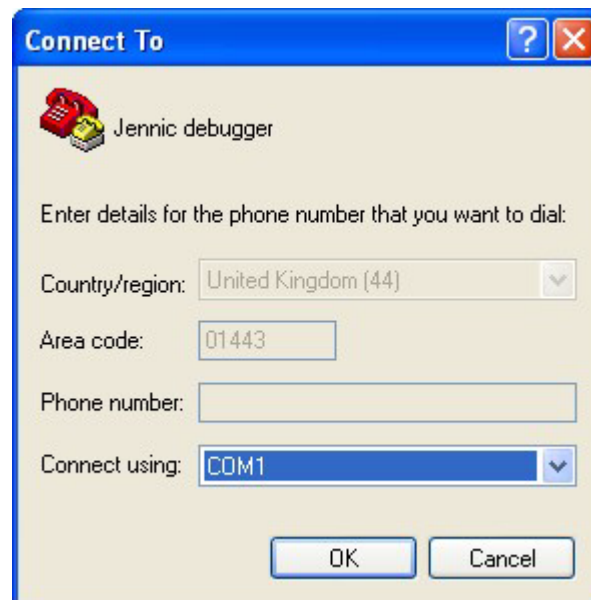 Connect To
Jennic debugger
Enter details for the phone number that you want to dial:
Country/region: United Kingdom (44)
Area code: 01443
Phone number:
Connect using: COM1
OK Cancel